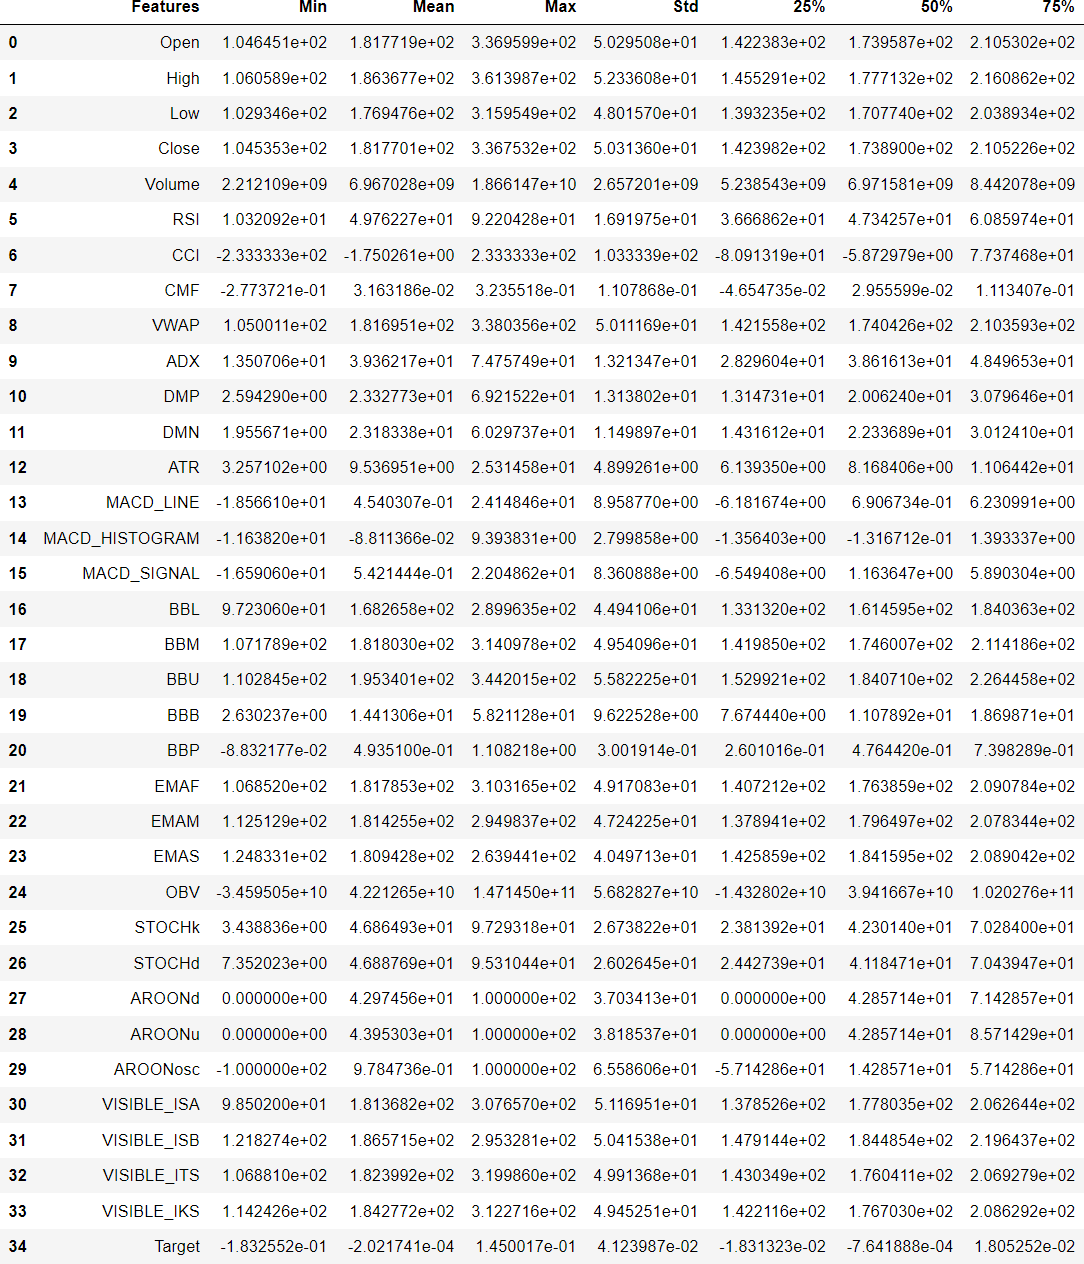 Features Min Mean Max Std 25% 50% 75%
0 Open 1.046451e+02 1.817719e+02 3.369599e+02 5.029508e+01 1.422383e+02 1.739587e+02 2.105302e+02
1 High 1.060589e+02 1.863677e+02 3.613987e+02 5.233608e+01 1.455291e+02 1.777132e+02 2.160862e+02
2 Low 1.029346e+02 1.769476e+02 3.159549e+02 4.801570e+01 1.393235e+02 1.707740e+02 2.038934e+02
3 Close 1.045353e+02 1.817701e+02 3.367532e+02 5.031360e+01 1.423982e+02 1.738900e+02 2.105226e+02
4 Volume 2.212109e+09 6.967028e+09 1.866147e+10 2.657201e+09 5.238543e+09 6.971581e+09 8.442078e+09
5 RSI 1.032092e+01 4.976227e+01 9.220428e+01 1.691975e+01 3.666862e+01 4.734257e+01 6.085974e+01
6 CCI -2.333333e+02 -1.750261e+00 2.333333e+02 1.033339e+02 -8.091319e+01 -5.872979e+00 7.737468e+01
7 CMF -2.773721e-01 3.163186e-02 3.235518e-01 1.107868e-01 -4.654735e-02 2.955599e-02 1.113407e-01
8 VWAP 1.050011e+02 1.816951e+02 3.380356e+02 5.011169e+01 1.421558e+02 1.740426e+02 2.103593e+02
9 ADX 1.350706e+01 3.936217e+01 7.475749e+01 1.321347e+01 2.829604e+01 3.861613e+01 4.849653e+01
10 DMP 2.594290e+00 2.332773e+01 6.921522e+01 1.313802e+01 1.314731e+01 2.006240e+01 3.079646e+01
11 DMN 1.955671e+00 2.318338e+01 6.029737e+01 1.149897e+01 1.431612e+01 2.233689e+01 3.012410e+01
12 ATR 3.257102e+00 9.536951e+00 2.531458e+01 4.899261e+00 6.139350e+00 8.168406e+00 1.106442e+01
13 MACD_LINE -1.856610e+01 4.540307e-01 2.414846e+01 8.958770e+00 -6.181674e+00 6.906734e-01 6.230991e+00
14 MACD_HISTOGRAM -1.163820e+01 -8.811366e-02 9.393831e+00 2.799858e+00 -1.356403e+00 -1.316712e-01 1.393337e+00
15 MACD_SIGNAL -1.659060e+01 5.421444e-01 2.204862e+01 8.360888e+00 -6.549408e+00 1.163647e+00 5.890304e+00
16 BBL 9.723060e+01 1.682658e+02 2.899635e+02 4.494106e+01 1.331320e+02 1.614595e+02 1.840363e+02
17 BBM 1.071789e+02 1.818030e+02 3.140978e+02 4.954096e+01 1.419850e+02 1.746007e+02 2.114186e+02
18 BBU 1.102845e+02 1.953401e+02 3.442015e+02 5.582225e+01 1.529921e+02 1.840710e+02 2.264458e+02
19 BBB 2.630237e+00 1.441306e+01 5.821128e+01 9.622528e+00 7.674440e+00 1.107892e+01 1.869871e+01
20 BBP -8.832177e-02 4.935100e-01 1.108218e+00 3.001914e-01 2.601016e-01 4.764420e-01 7.398289e-01
21 EMAF 1.068520e+02 1.817853e+02 3.103165e+02 4.917083e+01 1.407212e+02 1.763859e+02 2.090784e+02
22 EMAM 1.125129e+02 1.814255e+02 2.949837e+02 4.724225e+01 1.378941e+02 1.796497e+02 2.078344e+02
23 EMAS 1.248331e+02 1.809428e+02 2.639441e+02 4.049713e+01 1.425859e+02 1.841595e+02 2.089042e+02
24 OBV -3.459505e+10 4.221265e+10 1.471450e+11 5.682827e+10 -1.432802e+10 3.941667e+10 1.020276e+11
25 STOCHk 3.438836e+00 4.686493e+01 9.729318e+01 2.673822e+01 2.381392e+01 4.230140e+01 7.028400e+01
26 STOCHd 7.352023e+00 4.688769e+01 9.531044e+01 2.602645e+01 2.442739e+01 4.118471e+01 7.043947e+01
27 AROONd 0.000000e+00 4.297456e+01 1.000000e+02 3.703413e+01 0.000000e+00 4.285714e+01 7.142857e+01
28 AROONu 0.000000e+00 4.395303e+01 1.000000e+02 3.818537e+01 0.000000e+00 4.285714e+01 8.571429e+01
29 AROONosc -1.000000e+02 9.784736e-01 1.000000e+02 6.558606e+01 -5.714286e+01 1.428571e+01 5.714286e+01
30 VISIBLE_ISA 9.850200e+01 1.813682e+02 3.076570e+02 5.116951e+01 1.378526e+02 1.778035e+02 2.062644e+02
31 VISIBLE_ISB 1.218274e+02 1.865715e+02 2.953281e+02 5.041538e+01 1.479144e+02 1.844854e+02 2.196437e+02
32 VISIBLE_ITS 1.068810e+02 1.823992e+02 3.199860e+02 4.991368e+01 1.430349e+02 1.760411e+02 2.069279e+02
33 VISIBLE_IKS 1.142426e+02 1.842772e+02 3.122716e+02 4.945251e+01 1.422116e+02 1.767030e+02 2.086292e+02
34 Target -1.832552e-01 -2.021741e-04 1.450017e-01 4.123987e-02 -1.831323e-02 -7.641888e-04 1.805252e-02